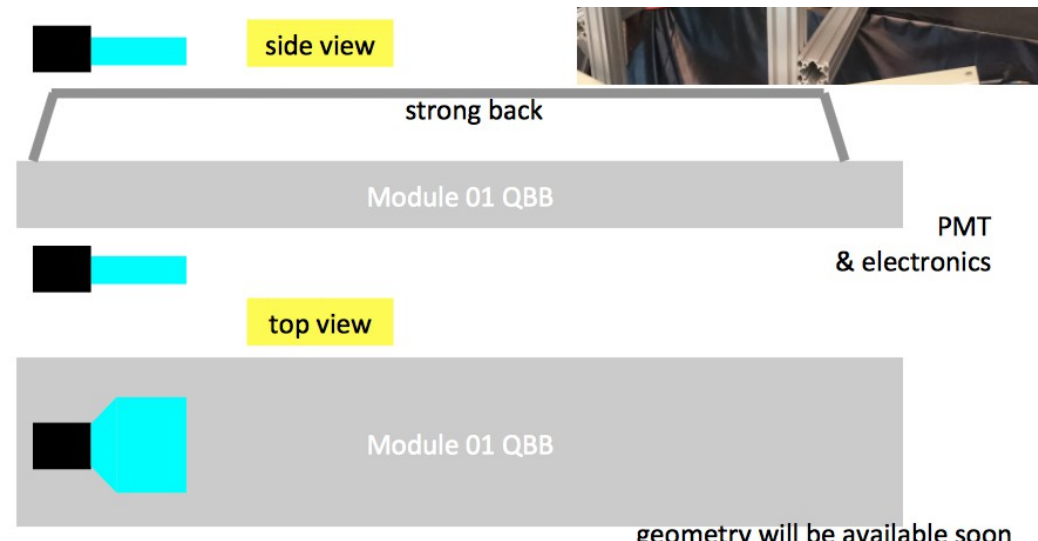 side view
strong back
Module 01 QBB
PMT
& electronics
top view
Module 01 QBB
geometry will be available soon